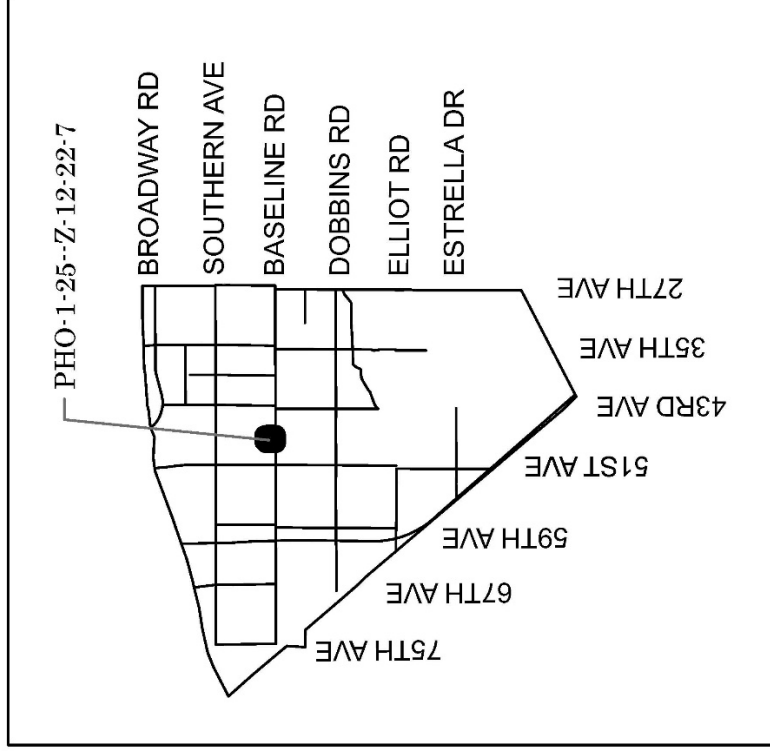 PHO-1-25--Z-12-22-7
BROADWAY RD
SOUTHERN AVE
BASELINE RD
DOBBINS RD
ELLIOT RD
ESTRELLA DR
27TH AVE
35TH AVE
43RD AVE
51ST AVE
59TH AVE
67TH AVE
75TH AVE